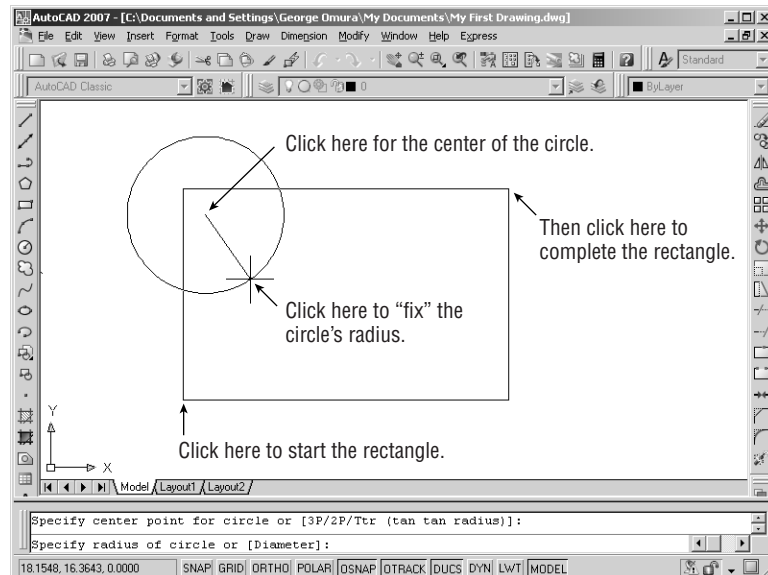 AutoCAD 2007 - [C:\Documents and Settings\George Omura\My Documents\My First Drawing.dwg]
File Edit View Insert Format Tools Draw Dimension Modify Window Help Express
Standard
AutoCAD Classic
0
ByLayer
Click here for the center of the circle.
Then click here to
complete the rectangle.
Click here to “fix” the
circle’s radius.
Click here to start the rectangle.
Y
X
Model Layout1 Layout2
Specify center point for circle or [3P/2P/Ttr (tan tan radius)]:
Specify radius of circle or [Diameter]:
18.1548, 16.3643, 0.0000 SNAP GRID ORTHO POLAR OSNAP OTRACK DUCS DYN LWT MODEL